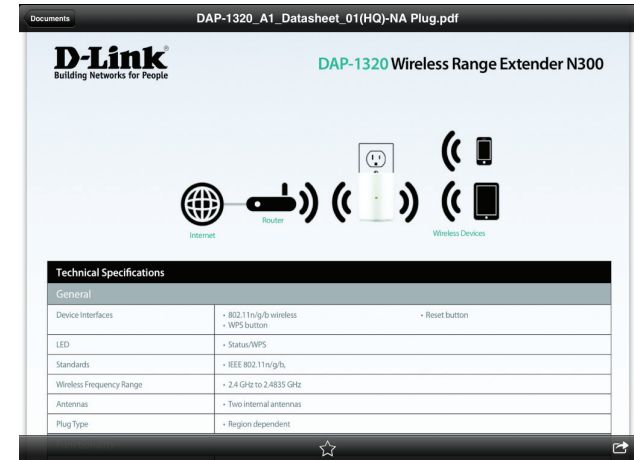 Documents
DAP-1320_A1_Datasheet_01(HQ)-NA Plug.pdf
D-Link®
Building Networks for People
DAP-1320 Wireless Range Extender N300
Internet
Router
Wireless Devices
Technical Specifications
General
Device Interfaces • 802.11n/g/b wireless • Reset button
• WPS button
LED • Status/WPS
Standards • IEEE 802.11n/g/b,
Wireless Frequency Range • 2.4 GHz to 2.4835 GHz
Antennas • Two internal antennas
Plug Type • Region dependent